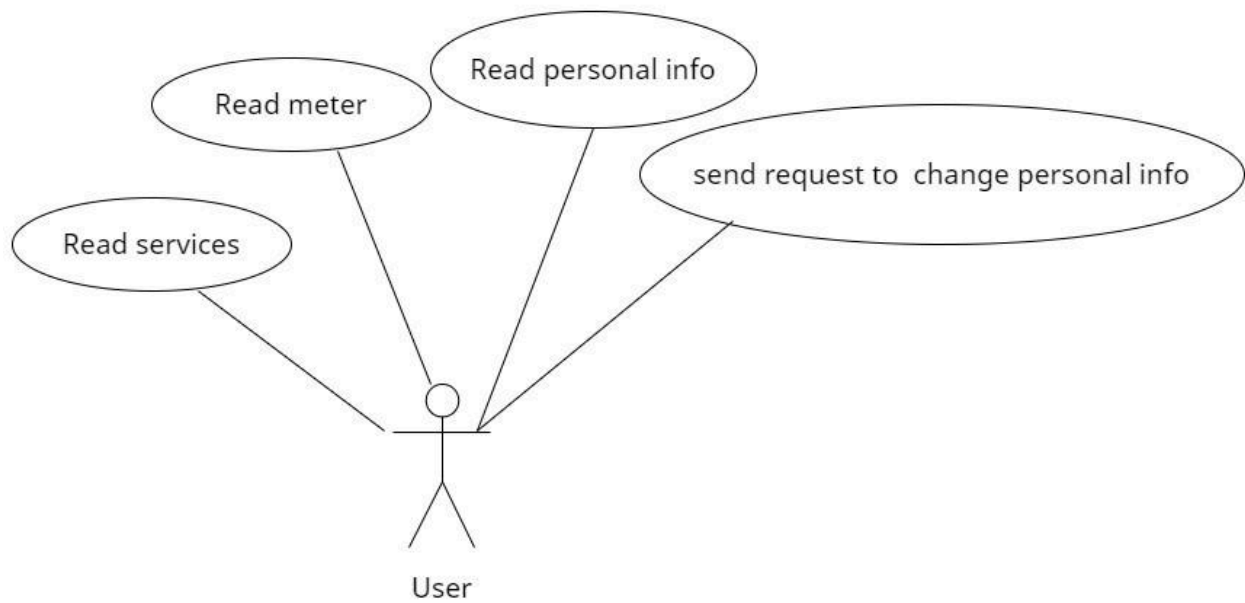 Read personal info
Read meter
send request to  change personal info
Read services
User